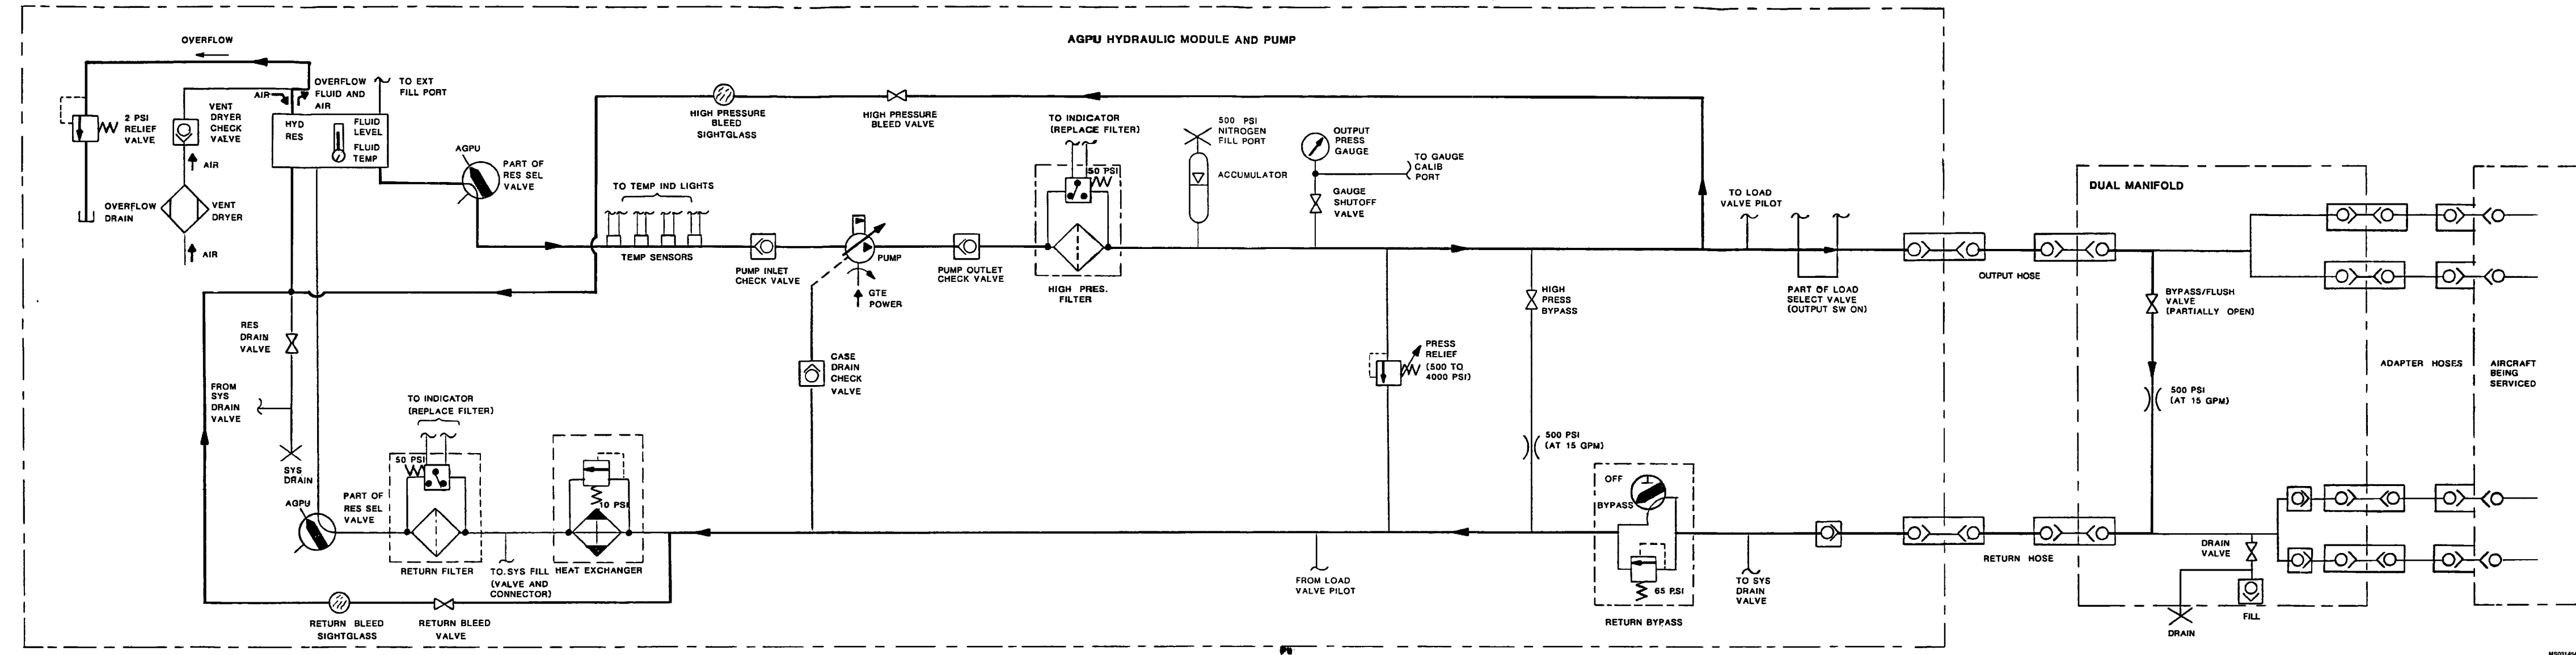 AGPU HYDRAULIC MODULE AND PUMP
OVERFLOW
OVERFLOW
FLUID AND
AIR
AIR
TO EXT
FILL PORT
2 PSI
RELIEF
VALVE
VENT
DRYER
CHECK
VALVE
HYD
RES
FLUID
LEVEL
FLUID
TEMP
AIR
OVERFLOW
DRAIN
VENT
DRYER
AIR
AGPU
PART OF
RES SEL
VALVE
HIGH PRESSURE
BLEED
SIGHTGLASS
HIGH PRESSURE
BLEED VALVE
TO TEMP IND LIGHTS
TEMP SENSORS
PUMP INLET
CHECK VALVE
PUMP
GTE
POWER
PUMP OUTLET
CHECK VALVE
TO INDICATOR
(REPLACE FILTER)
50 PSI
HIGH PRES.
FILTER
500 PSI
NITROGEN
FILL PORT
ACCUMULATOR
OUTPUT
PRESS
GAUGE
TO GAUGE
CALIB
PORT
GAUGE
SHUTOFF
VALVE
TO LOAD
VALVE PILOT
PART OF LOAD
SELECT VALVE
(OUTPUT SW ON)
OUTPUT HOSE
DUAL MANIFOLD
BYPASS/FLUSH
VALVE
(PARTIALLY OPEN)
500 PSI
(AT 15 GPM)
ADAPTER HOSES
AIRCRAFT
BEING
SERVICED
HIGH
PRESS
BYPASS
PRESS
RELIEF
(500 TO
4000 PSI)
500 PSI
(AT 15 GPM)
CASE
DRAIN
CHECK
VALVE
RES
DRAIN
VALVE
FROM
SYS
DRAIN
VALVE
SYS
DRAIN
AGPU
PART OF
RES SEL
VALVE
TO INDICATOR
(REPLACE FILTER)
50 PSI
RETURN FILTER
TO SYS FILL
(VALVE AND
CONNECTOR)
10 PSI
HEAT EXCHANGER
RETURN BLEED
SIGHTGLASS
RETURN BLEED
VALVE
FROM LOAD
VALVE PILOT
OFF
BYPASS
65 PSI
RETURN BYPASS
TO SYS
DRAIN
VALVE
RETURN HOSE
DRAIN
VALVE
DRAIN
FILL